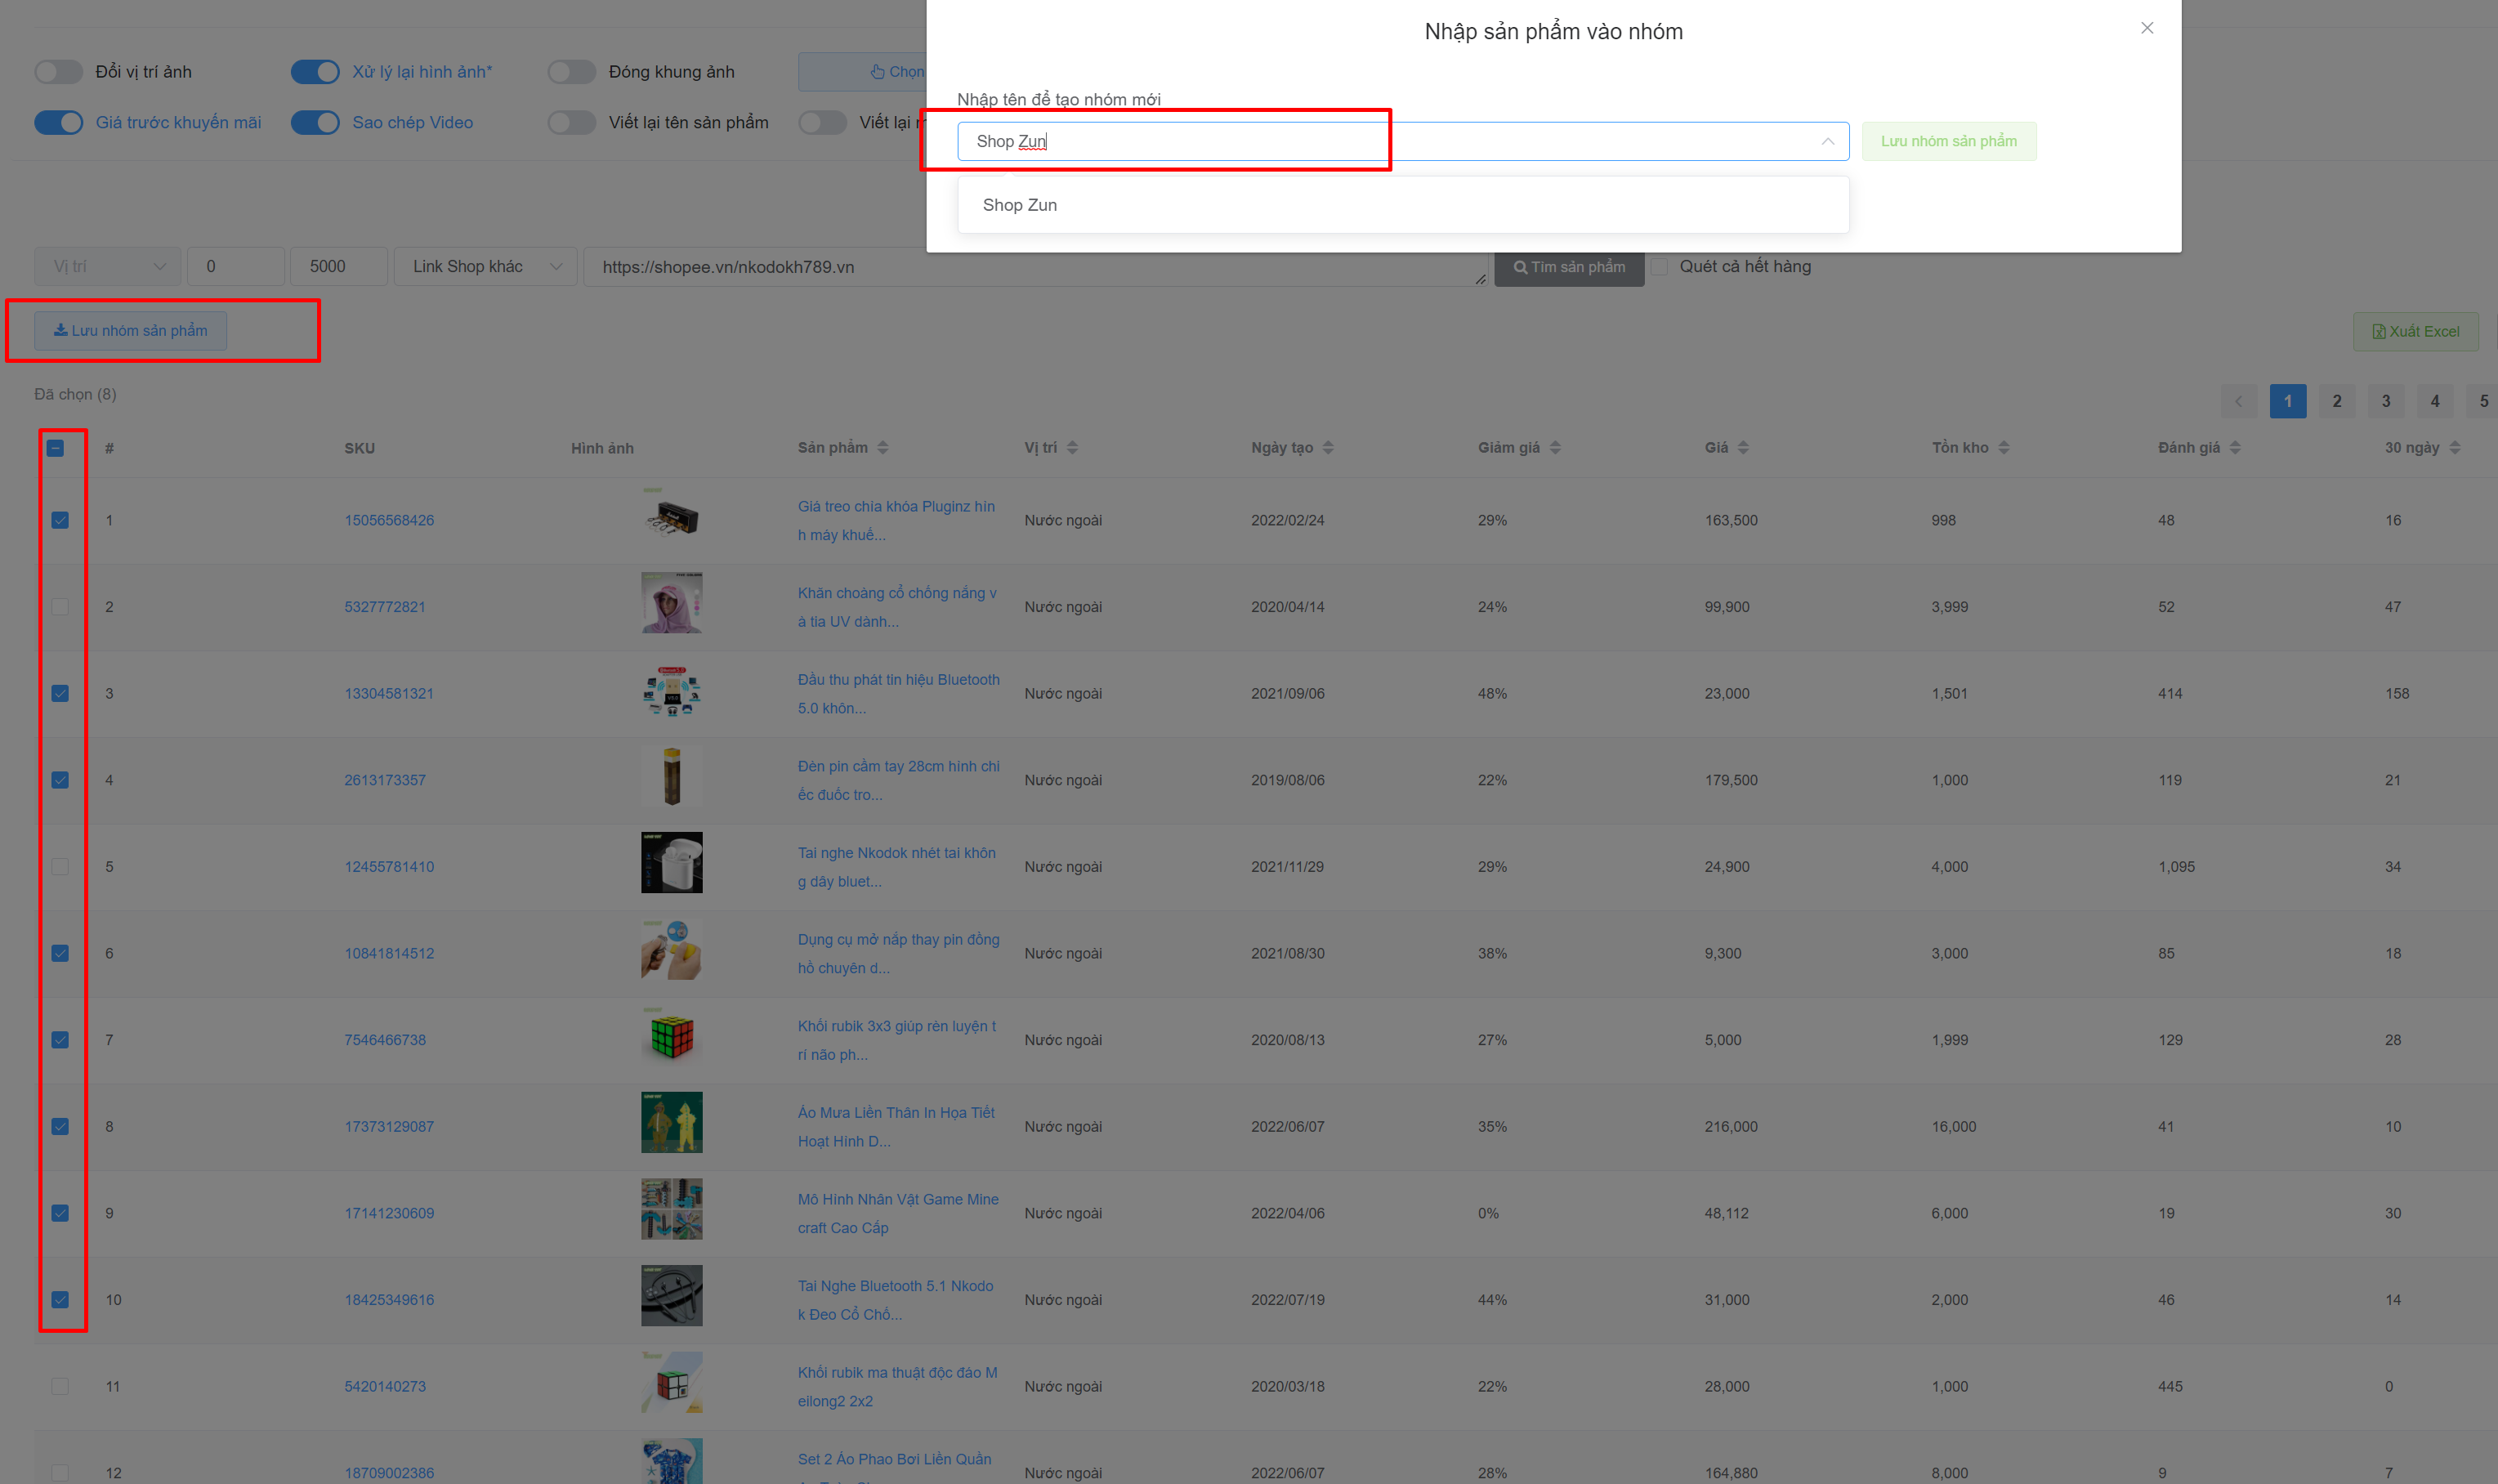 Nhập sản phẩm vào nhóm
Đổi vị trí ảnh
Xử lý lại hình ảnh*
Đóng khung ảnh
Chọn
Nhập tên để tạo nhóm mới
Giá trước khuyến mãi
Sao chép Video
Viết lại tên sản phẩm
Viết lại
Shop Zun
Lưu nhóm sản phẩm
Shop Zun
Vị trí
0
5000
Link Shop khác
https://shopee.vn/nkodokh789.vn
Tìm sản phẩm
Quét cả hết hàng
Lưu nhóm sản phẩm
Xuất Excel
Đã chọn (8)
1 2 3 4 5
# SKU Hình ảnh Sản phẩm Vị trí Ngày tạo Giảm giá Giá Tồn kho Đánh giá 30 ngày
1 15056568426 Giá treo chìa khóa Pluginz hìn Nước ngoài 2022/02/24 29% 163,500 998 48 16
h máy khuế...
2 5327772821 Khăn choàng cổ chống nắng v Nước ngoài 2020/04/14 24% 99,900 3,999 52 47
à tia UV dành...
3 13304581321 Đầu thu phát tín hiệu Bluetooth Nước ngoài 2021/09/06 48% 23,000 1,501 414 158
5.0 khôn...
4 2613173357 Đèn pin cầm tay 28cm hình chi Nước ngoài 2019/08/06 22% 179,500 1,000 119 21
ếc đuốc tro...
5 12455781410 Tai nghe Nkodok nhét tai khôn Nước ngoài 2021/11/29 29% 24,900 4,000 1,095 34
g dây bluet...
6 10841814512 Dụng cụ mở nắp thay pin đồng Nước ngoài 2021/08/30 38% 9,300 3,000 85 18
hồ chuyên d...
7 7546466738 Khối rubik 3x3 giúp rèn luyện t Nước ngoài 2020/08/13 27% 5,000 1,999 129 28
rí não ph...
8 17373129087 Áo Mưa Liền Thân In Họa Tiết Nước ngoài 2022/06/07 35% 216,000 16,000 41 10
Hoạt Hình D...
9 17141230609 Mô Hình Nhân Vật Game Mine Nước ngoài 2022/04/06 0% 48,112 6,000 19 30
craft Cao Cấp
10 18425349616 Tai Nghe Bluetooth 5.1 Nkodo Nước ngoài 2022/07/19 44% 31,000 2,000 46 14
k Đeo Cổ Chố...
11 5420140273 Khối rubik ma thuật độc đáo M Nước ngoài 2020/03/18 22% 28,000 1,000 445 0
eilong2 2x2
12 18709002386 Set 2 Áo Phao Bơi Liền Quần Nước ngoài 2022/06/07 28% 164,880 8,000 9 7